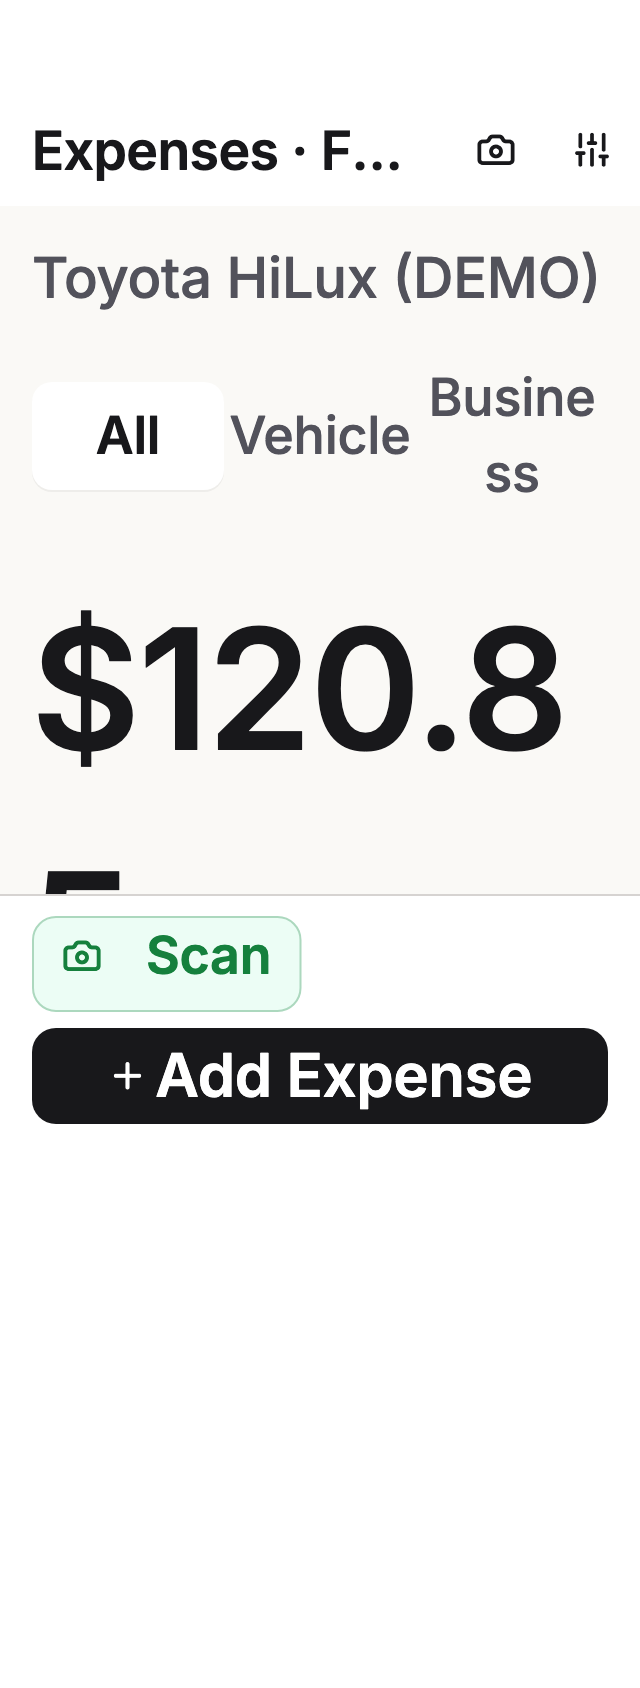 Expenses · F...
Toyota HiLux (DEMO)
All
Vehicle
Busine
ss
$120.8
Scan
+ Add Expense